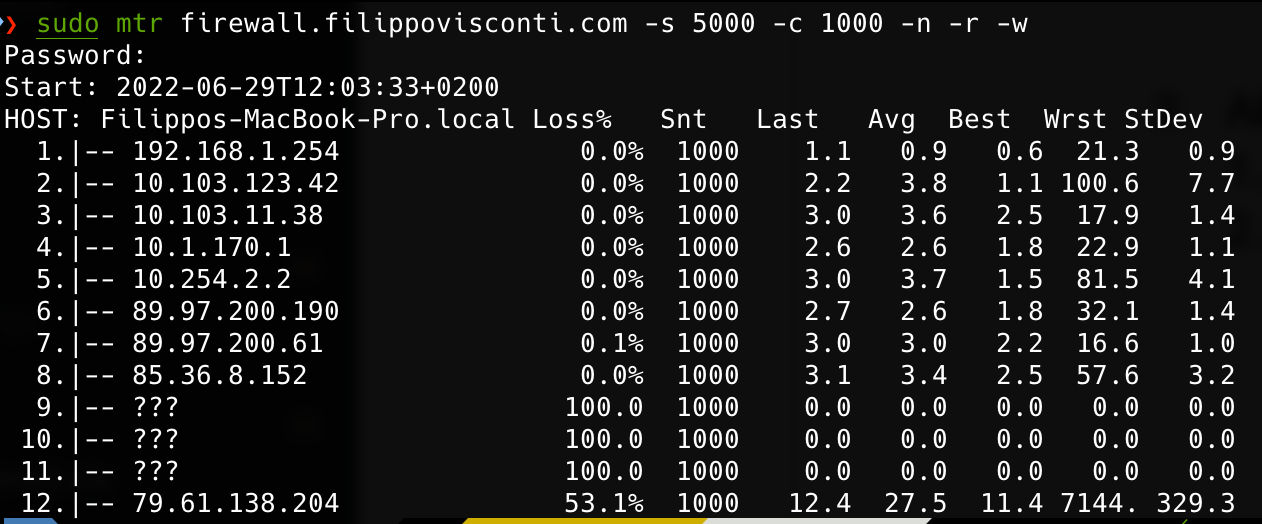 ❯ sudo mtr firewall.filippovisconti.com -s 5000 -c 1000 -n -r -w
Password:
Start: 2022-06-29T12:03:33+0200
HOST: Filippos-MacBook-Pro.local Loss%   Snt   Last   Avg  Best  Wrst StDev
  1.|-- 192.168.1.254               0.0%  1000    1.1   0.9   0.6  21.3   0.9
  2.|-- 10.103.123.42               0.0%  1000    2.2   3.8   1.1 100.6   7.7
  3.|-- 10.103.11.38                0.0%  1000    3.0   3.6   2.5  17.9   1.4
  4.|-- 10.1.170.1                  0.0%  1000    2.6   2.6   1.8  22.9   1.1
  5.|-- 10.254.2.2                  0.0%  1000    3.0   3.7   1.5  81.5   4.1
  6.|-- 89.97.200.190               0.0%  1000    2.7   2.6   1.8  32.1   1.4
  7.|-- 89.97.200.61                0.1%  1000    3.0   3.0   2.2  16.6   1.0
  8.|-- 85.36.8.152                 0.0%  1000    3.1   3.4   2.5  57.6   3.2
  9.|-- ???                        100.0  1000    0.0   0.0   0.0   0.0   0.0
 10.|-- ???                        100.0  1000    0.0   0.0   0.0   0.0   0.0
 11.|-- ???                        100.0  1000    0.0   0.0   0.0   0.0   0.0
 12.|-- 79.61.138.204              53.1%  1000   12.4  27.5  11.4 7144. 329.3